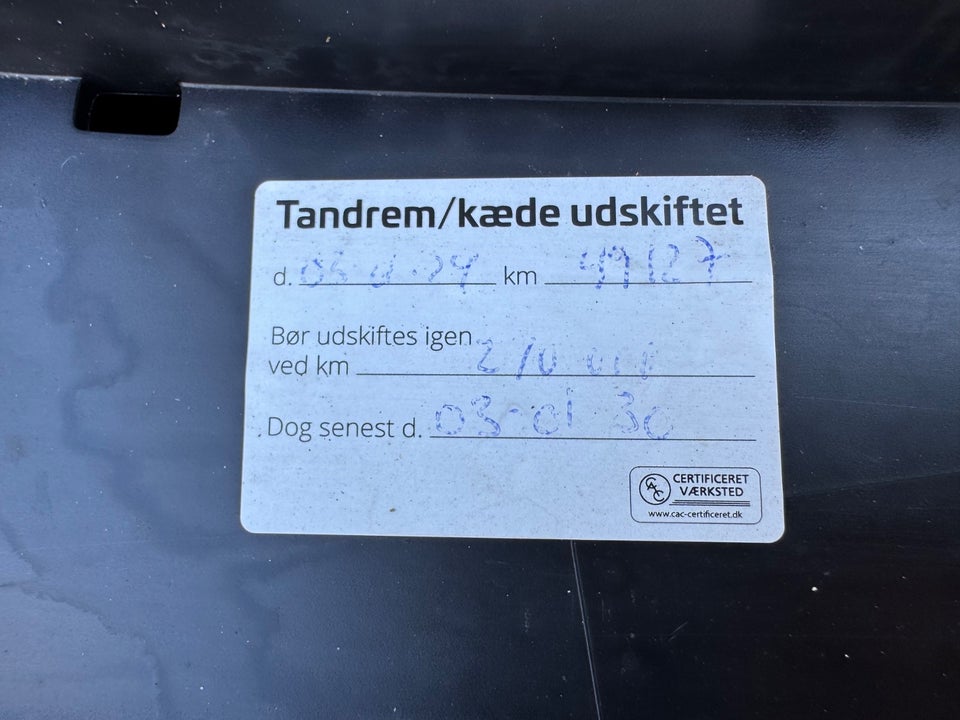 Tandrem/kæde udskiftet
d. km
Bør udskiftes igen
ved km
Dog senest d. 03-01 30
CAC
CERTIFICERET
VÆRKSTED
www.cac-certificeret.dk